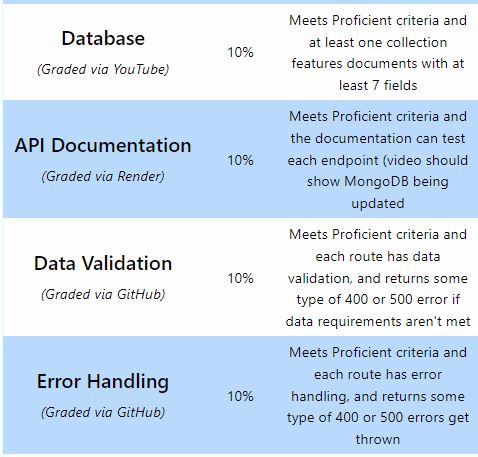 Database
(Graded via YouTube)
10%
Meets Proficient criteria and
at least one collection
features documents with at
least 7 fields
API Documentation
(Graded via Render)
10%
Meets Proficient criteria and
the documentation can test
each endpoint (video should
show MongoDB being
updated
Data Validation
(Graded via GitHub)
10%
Meets Proficient criteria and
each route has data
validation, and returns some
type of 400 or 500 error if
data requirements aren't met
Error Handling
(Graded via GitHub)
10%
Meets Proficient criteria and
each route has error
handling, and returns some
type of 400 or 500 errors get
thrown